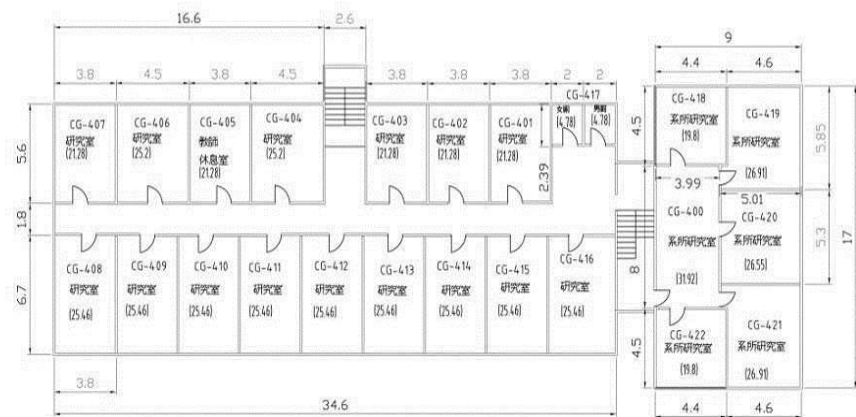 16.6
2.6
9
3.8
4.5
3.8
4.5
3.8
3.8
3.8
2
2
4.4
4.6
CG-417
女廁
(4.78)
男廁
(4.78)
CG-407
研究室
(21.28)
CG-406
研究室
(25.2)
CG-405
教師
休息室
(21.28)
CG-404
研究室
(25.2)
CG-403
研究室
(21.28)
CG-402
研究室
(21.28)
CG-401
研究室
(21.28)
2.39
CG-418
系所研究室
(19.8)
CG-419
系所研究室
(26.91)
4.5
5.85
5.6
3.99
5.01
1.8
CG-400
系所研究室
(31.92)
CG-420
系所研究室
(26.55)
17
5.3
8
6.7
CG-408
研究室
(25.46)
CG-409
研究室
(25.46)
CG-410
研究室
(25.46)
CG-411
研究室
(25.46)
CG-412
研究室
(25.46)
CG-413
研究室
(25.46)
CG-414
研究室
(25.46)
CG-415
研究室
(25.46)
CG-416
研究室
(25.46)
CG-422
系所研究室
(19.8)
CG-421
系所研究室
(26.91)
4.5
3.8
34.6
4.4
4.6